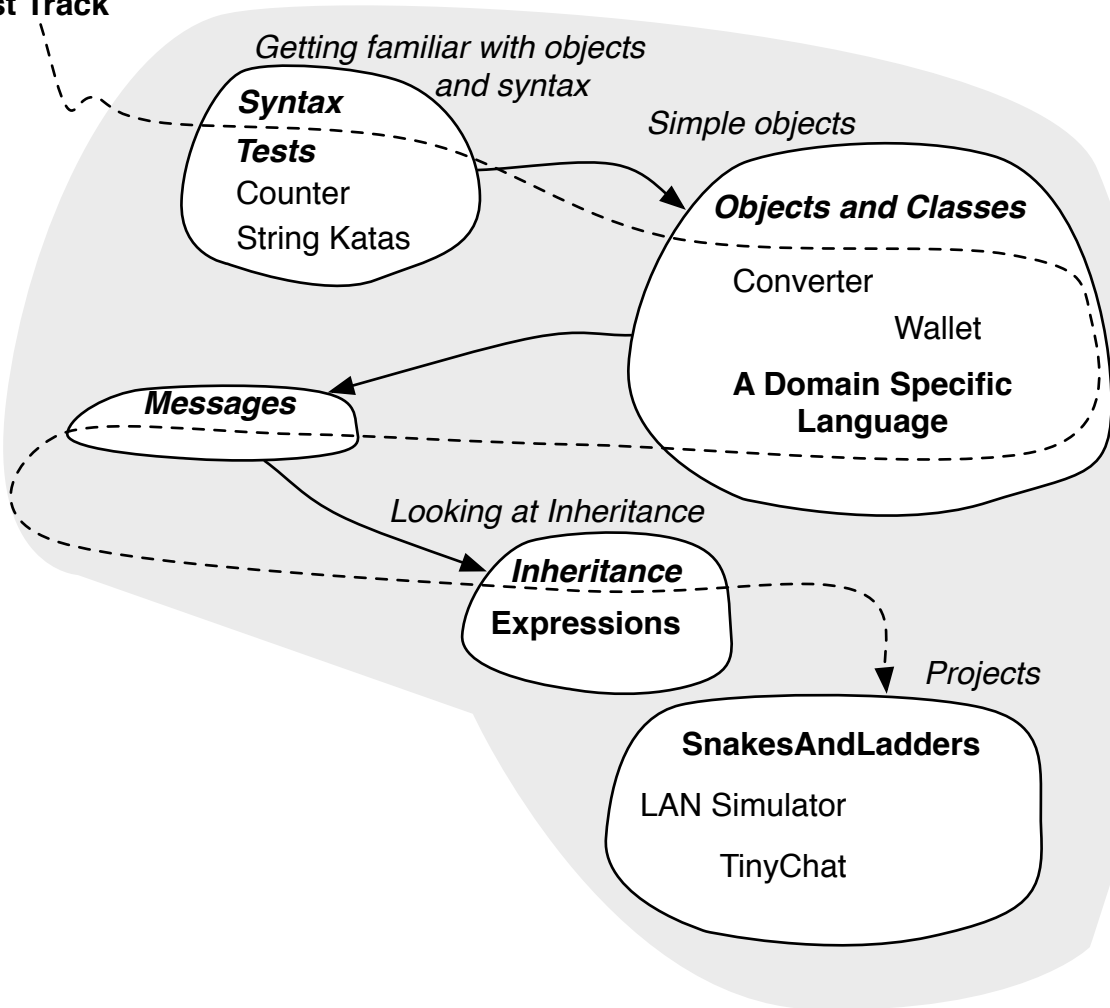 st Track
Getting familiar with objects
and syntax
Syntax
Tests
Counter
String Katas
Simple objects
Objects and Classes
Converter
Wallet
A Domain Specific
Language
Messages
Looking at Inheritance
Inheritance
Expressions
Projects
SnakesAndLadders
LAN Simulator
TinyChat